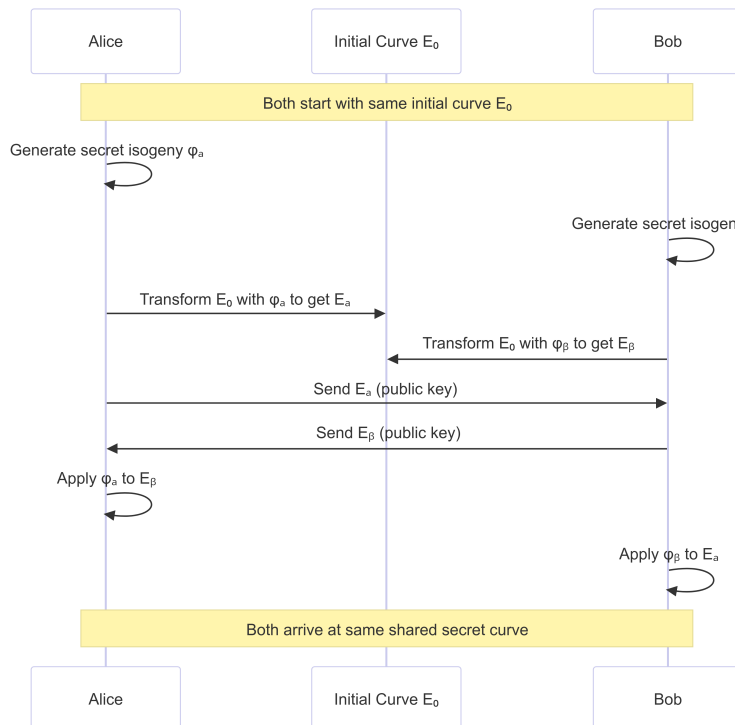 Alice
Initial Curve E₀
Bob
Both start with same initial curve E₀
Generate secret isogeny φₐ
Generate secret
Transform E₀ with φₐ to get Eₐ
Transform E₀ with φᵦ to get Eᵦ
Send Eₐ (public key)
Send Eᵦ (public key)
Apply φₐ to Eᵦ
Apply φᵦ to Eₐ
Both arrive at same shared secret curve
Alice
Initial Curve E₀
Bob